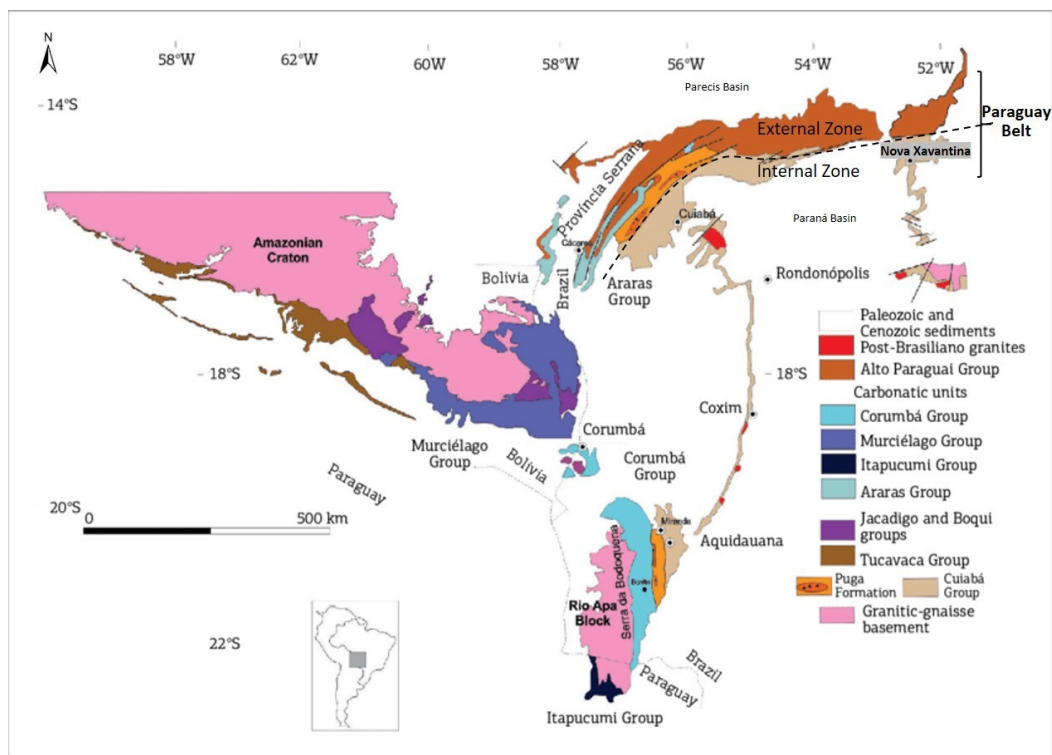 N
58°W
62°W
60°W
58°W
56°W
54°W
52°W
14°S
Parecis Basin
External Zone
Paraguay
Belt
Nova Xavantina
Internal Zone
Província Serrana
Cuiabá
Paraná Basin
Cáceres
Amazonian
Craton
Bolivia
Brazil
Araras
Group
Rondonópolis
18°S
18°S
Coxim
Murciélago
Group
Bolivia
Paraguay
Corumbá
Corumbá
Group
20°S
0
500 km
Miranda
Aquidauana
Bonito
Serra da Bodoquena
Rio Apa
Block
22°S
Brazil
Paraguay
Itapucumi Group
Paleozoic and
Cenozoic sediments
Post-Brasiliano granites
Alto Paraguai Group
Carbonatic units
Corumbá Group
Murciélago Group
Itapucumi Group
Araras Group
Jacadigo and Boqui
groups
Tucavaca Group
Puga
Formation
Cuiabá
Group
Granitic-gnaisse
basement